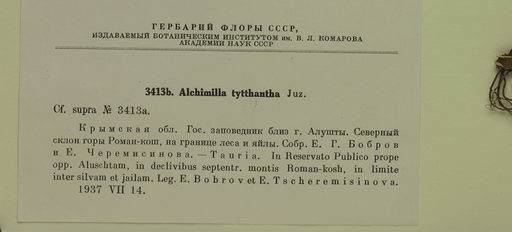 ГЕРБАРИЙ ФЛОРЫ СССР,
ИЗДАВАЕМЫЙ БОТАНИЧЕСКИМ ИНСТИТУТОМ им. В. Л. КОМАРОВА
АКАДЕМИИ НАУК СССР
3413b. Alchimilla tytthantha Juz.
Cf. supra № 3413a.
Крымская обл. Гос. заповедник близ г. Алушты. Северный
склон горы Роман-кош, на границе леса и яйлы. Собр. Е. Г. Бобров
и Е. Черемисинова. — Tauria. In Reservato Publico prope
opp. Aluschtam, in declivibus septentr. montis Roman-kosh, in limite
inter silvam et jailam. Leg. E. Bobrov et E. Tscheremisinova.
1937 VII 14.